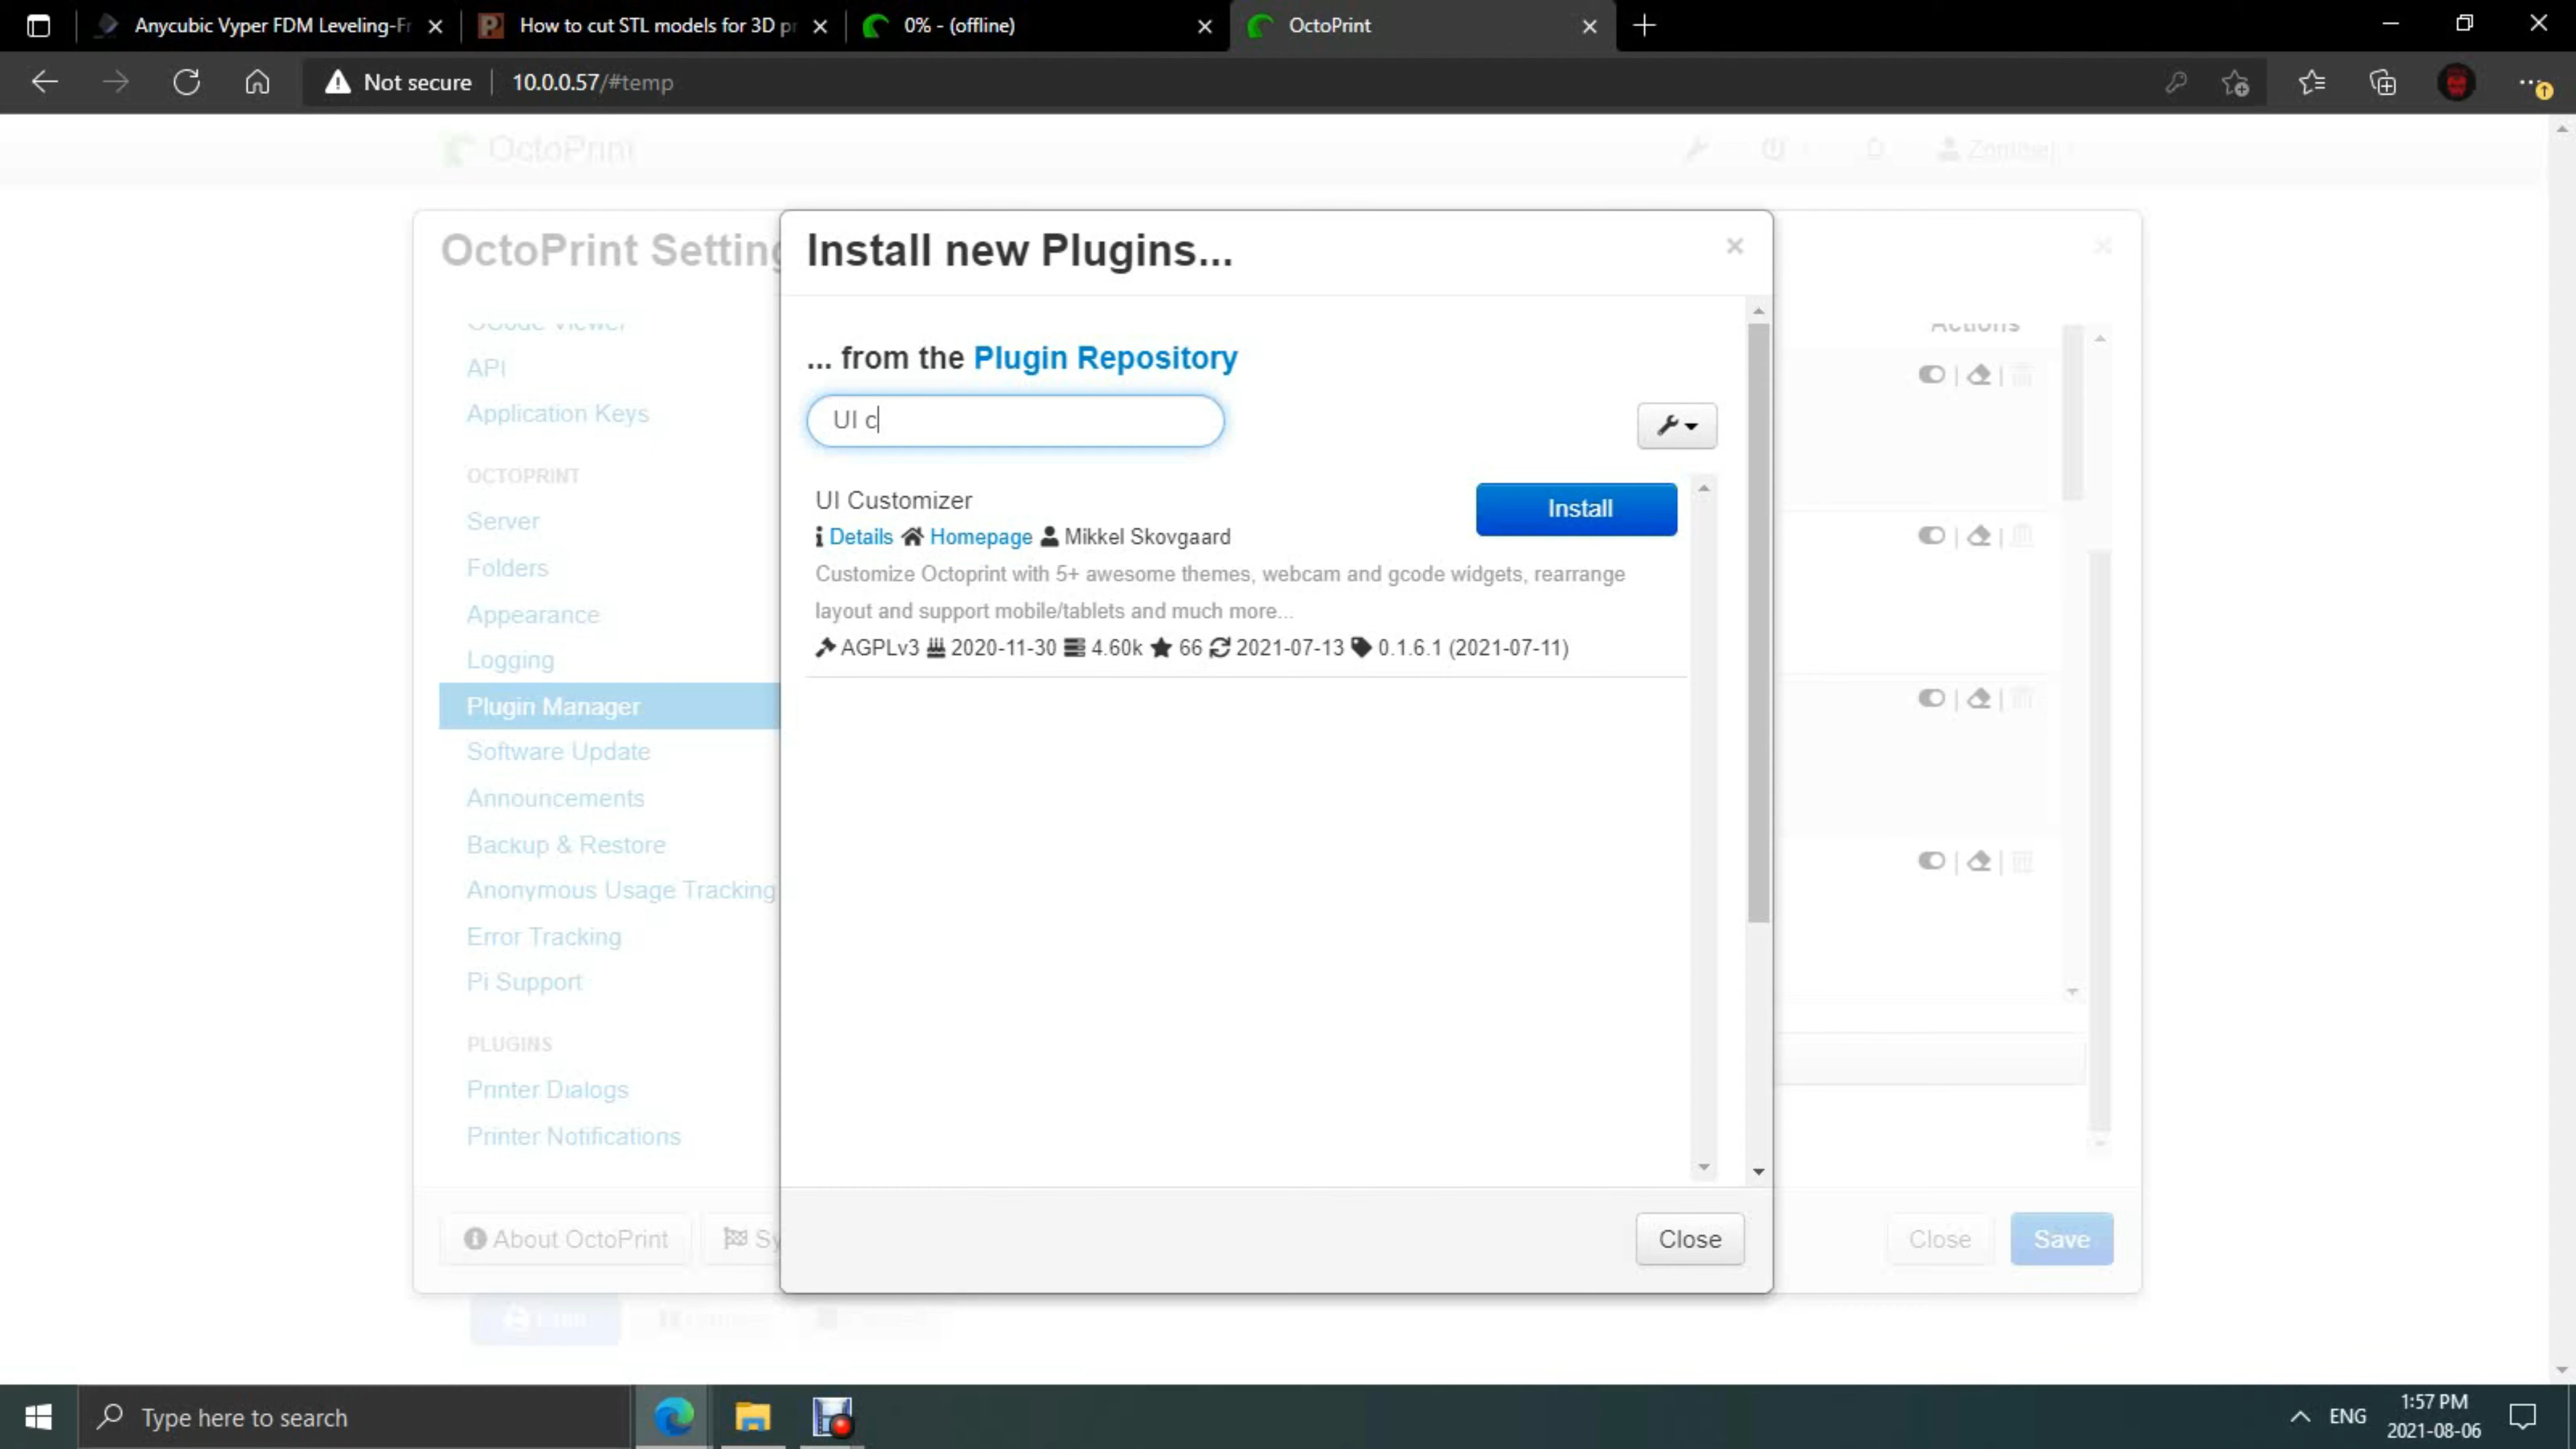 Anycubic Vyper FDM Leveling-Fr
How to cut STL models for 3D pr
0% - (offline)
OctoPrint
Not secure
10.0.0.57/#temp
OctoPrint
OctoPrint Setting
GCode Viewer
API
Application Keys
OCTOPRINT
Server
Folders
Appearance
Logging
Plugin Manager
Software Update
Announcements
Backup & Restore
Anonymous Usage Tracking
Error Tracking
Pi Support
PLUGINS
Printer Dialogs
Printer Notifications
About OctoPrint
Sy
Install new Plugins...
... from the Plugin Repository
UI c
UI Customizer
Install
Details Homepage Mikkel Skovgaard
Customize Octoprint with 5+ awesome themes, webcam and gcode widgets, rearrange
layout and support mobile/tablets and much more...
AGPLv3 2020-11-30 4.60k 66 2021-07-13 0.1.6.1 (2021-07-11)
Close
Actions
Close
Save
Type here to search
ENG
1:57 PM
2021-08-06